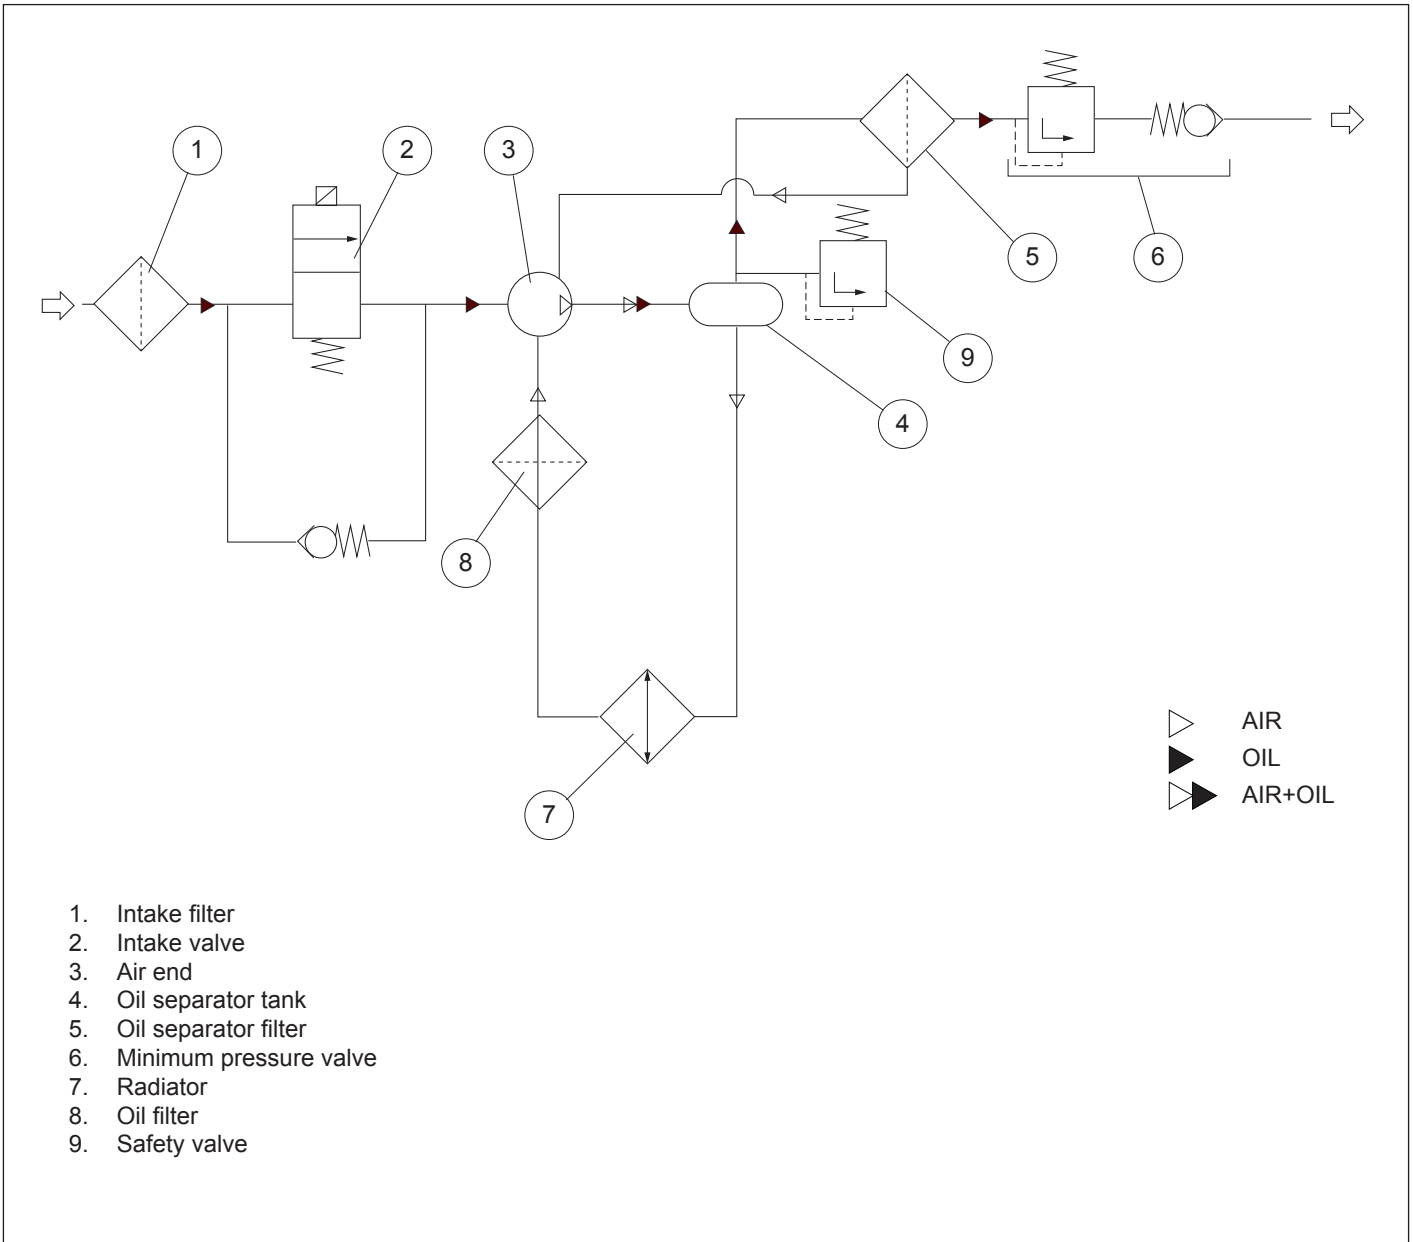 1
2
3
5
6
9
4
8
7
AIR
OIL
AIR+OIL
1. Intake filter
2. Intake valve
3. Air end
4. Oil separator tank
5. Oil separator filter
6. Minimum pressure valve
7. Radiator
8. Oil filter
9. Safety valve